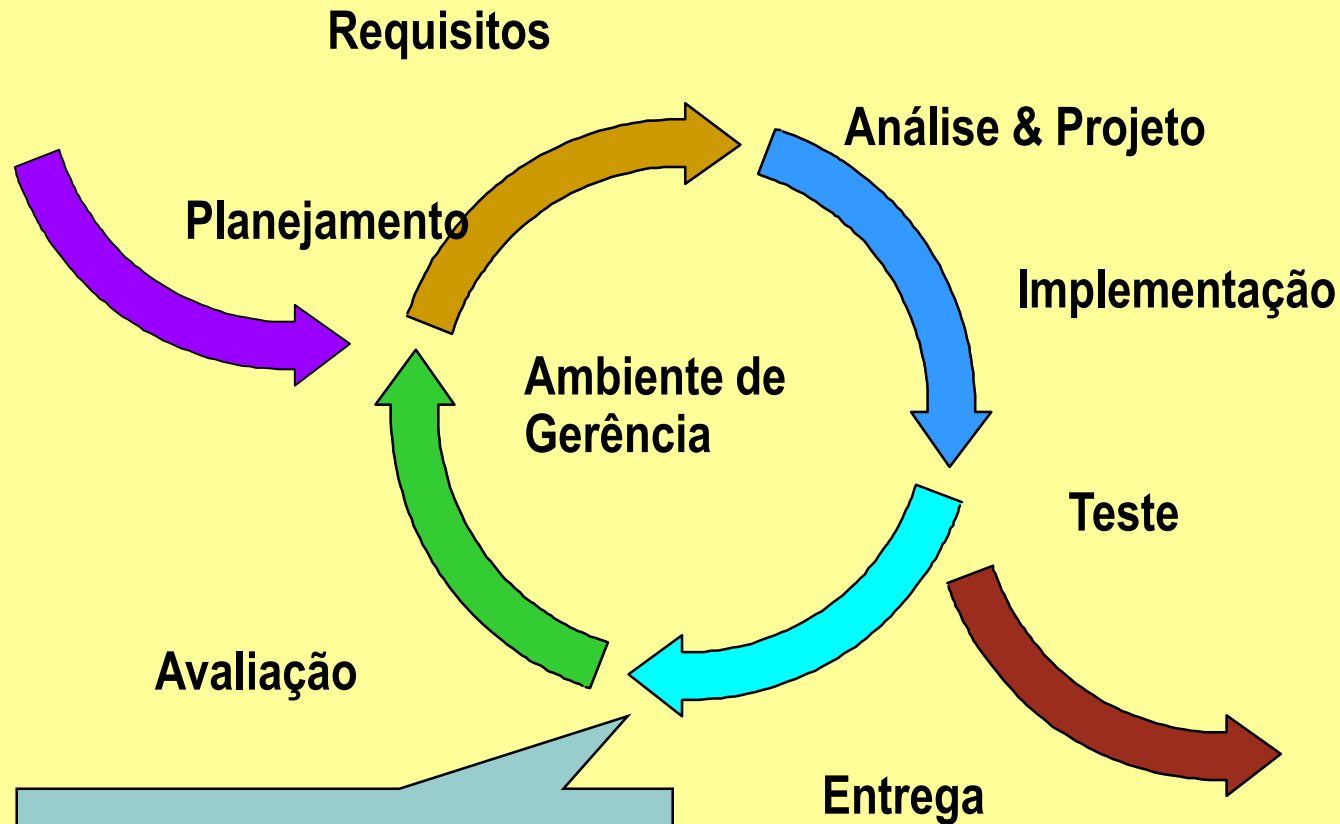 Requisitos
Análise & Projeto
Planejamento
Implementação
Ambiente de
Gerência
Teste
Avaliação
Entrega